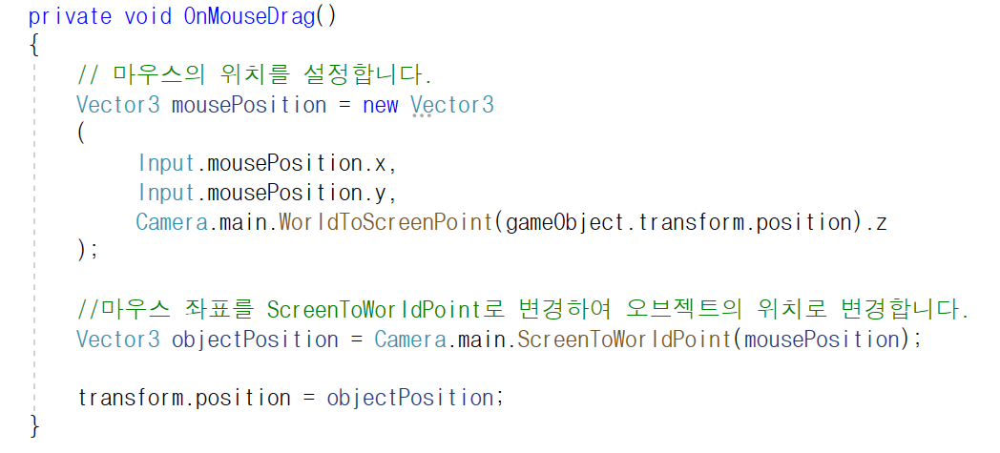 private void OnMouseDrag()
{
// 마우스의 위치를 설정합니다.
Vector3 mousePosition = new Vector3
(
Input.mousePosition.x,
Input.mousePosition.y,
Camera.main.WorldToScreenPoint(gameObject.transform.position).z
);
//마우스 좌표를 ScreenToWorldPoint로 변경하여 오브젝트의 위치로 변경합니다.
Vector3 objectPosition = Camera.main.ScreenToWorldPoint(mousePosition);
transform.position = objectPosition;
}